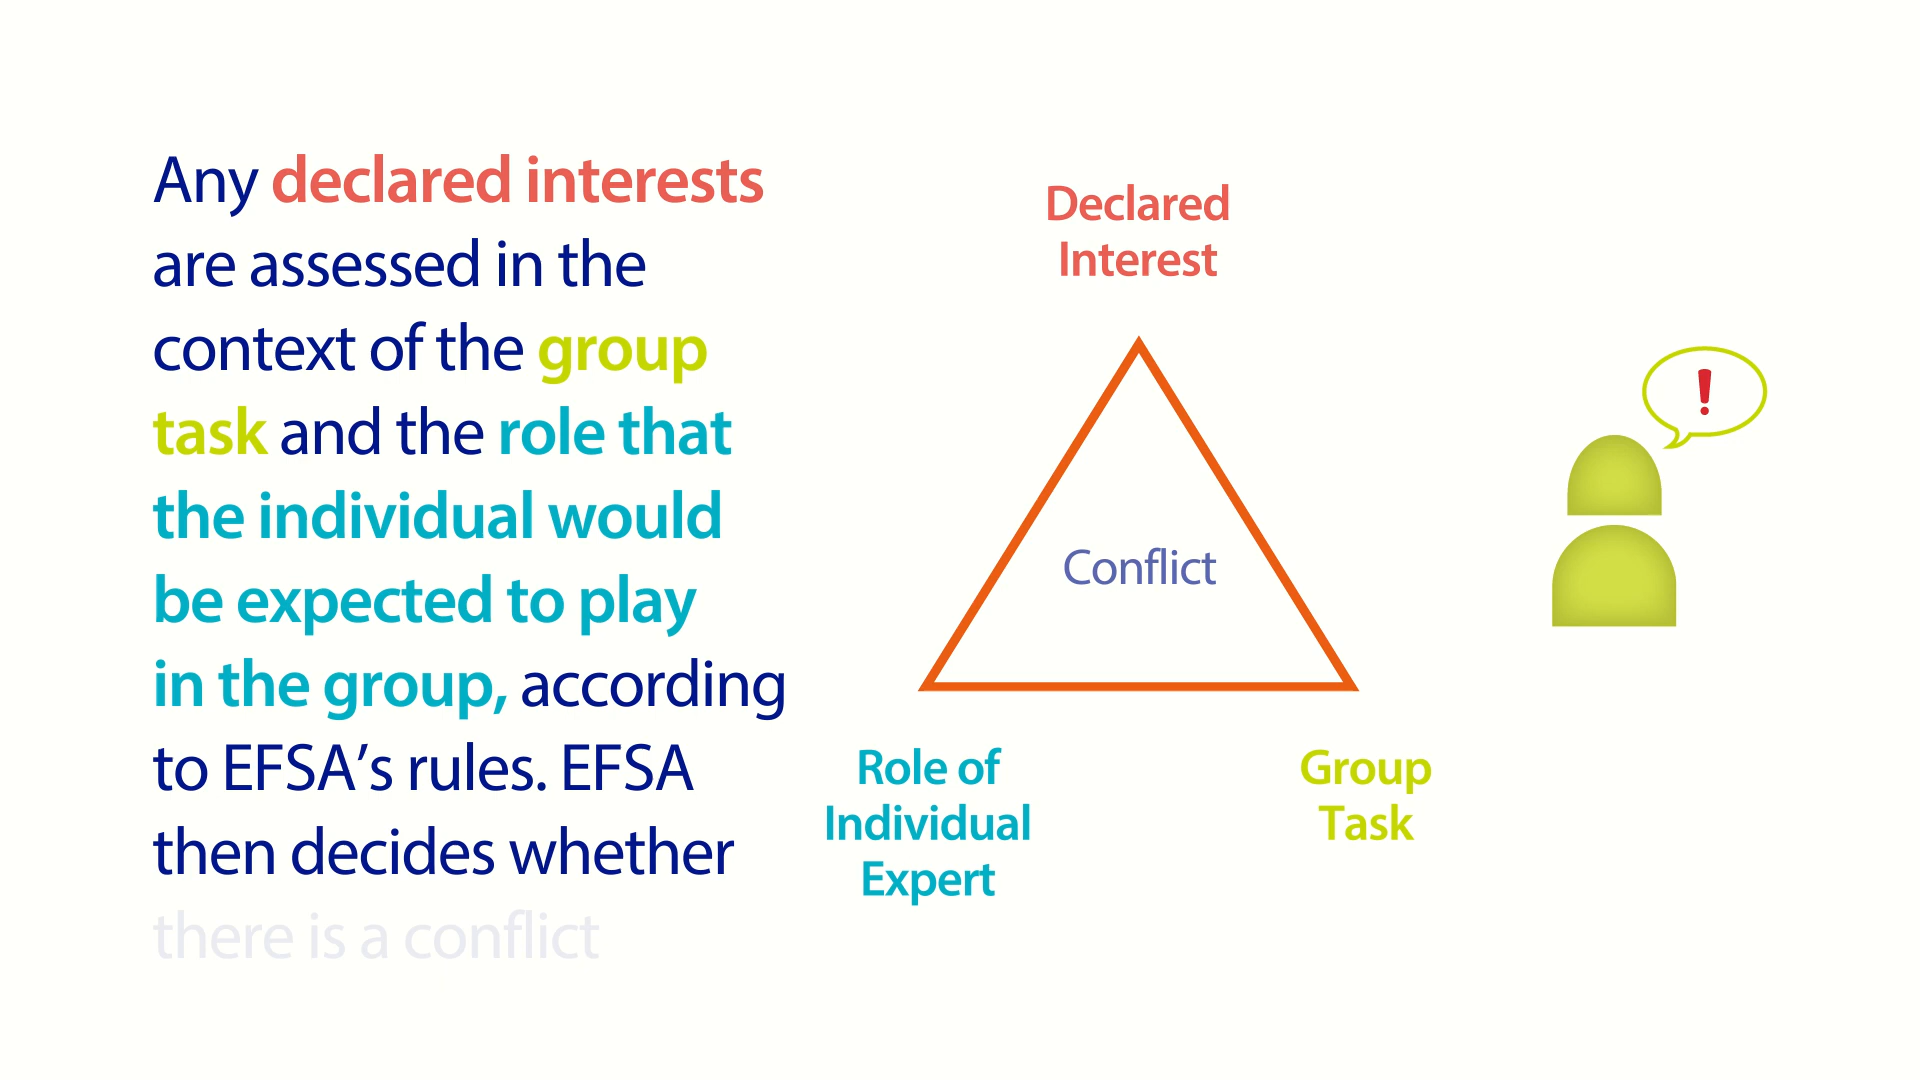 Any declared interests
are assessed in the
context of the group
task and the role that
the individual would
be expected to play
in the group, according
to EFSA’s rules. EFSA
then decides whether
there is a conflict
Declared
Interest
Conflict
Role of
Individual
Expert
Group
Task
!